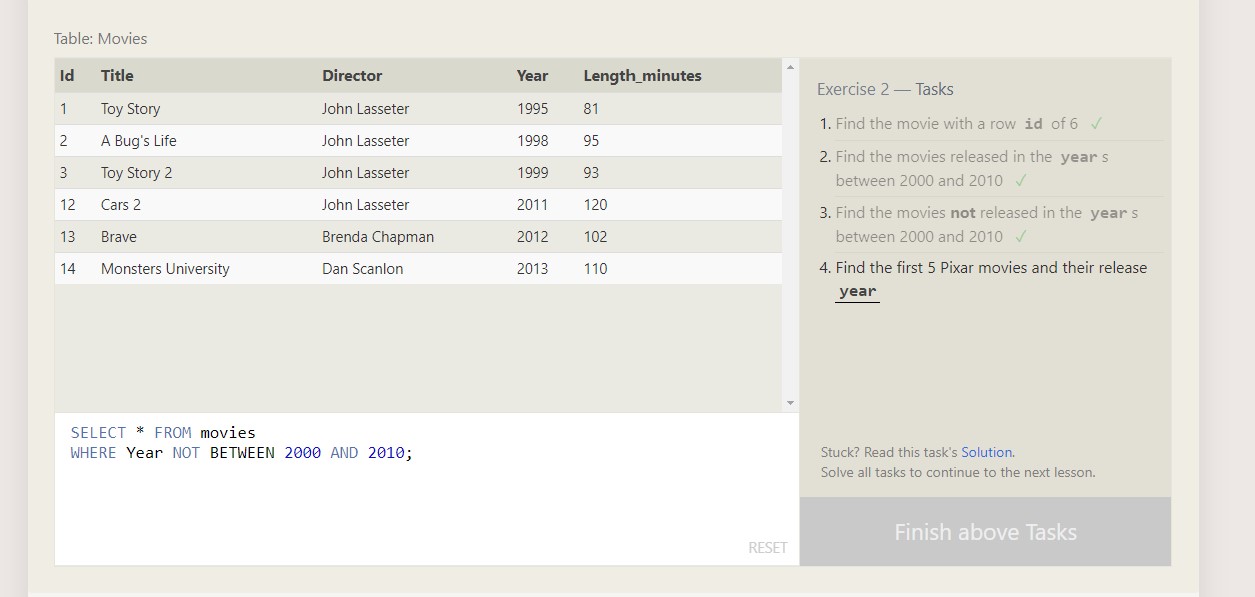 Table: Movies
Id Title Director Year Length_minutes
1 Toy Story John Lasseter 1995 81
2 A Bug's Life John Lasseter 1998 95
3 Toy Story 2 John Lasseter 1999 93
12 Cars 2 John Lasseter 2011 120
13 Brave Brenda Chapman 2012 102
14 Monsters University Dan Scanlon 2013 110
SELECT * FROM movies
WHERE Year NOT BETWEEN 2000 AND 2010;
RESET
Exercise 2 — Tasks
1. Find the movie with a row id of 6 ✓
2. Find the movies released in the year s
between 2000 and 2010 ✓
3. Find the movies not released in the year s
between 2000 and 2010 ✓
4. Find the first 5 Pixar movies and their release
year
Stuck? Read this task's Solution.
Solve all tasks to continue to the next lesson.
Finish above Tasks